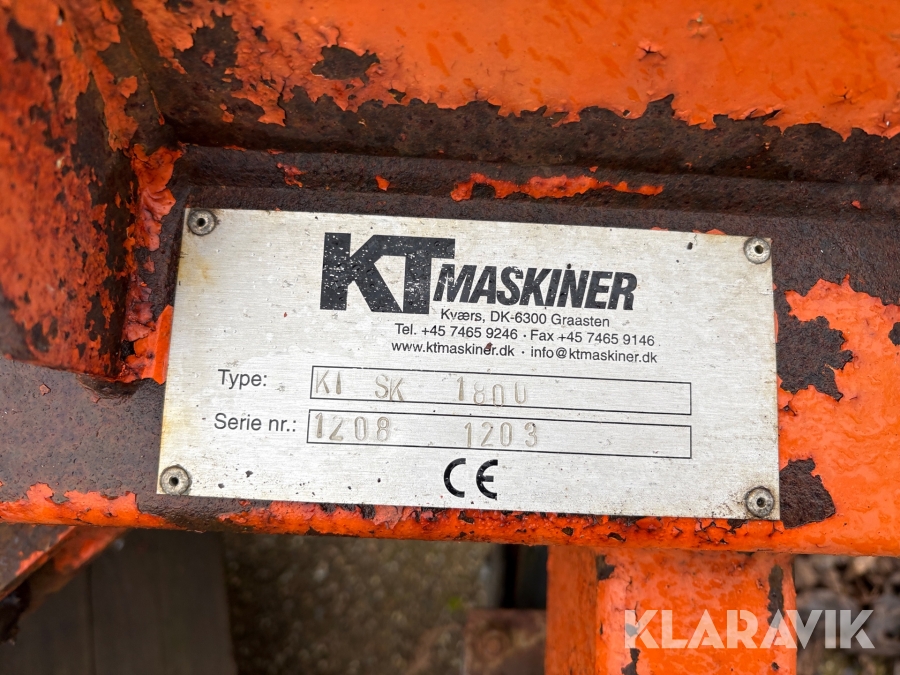 KT MASKINER
Kværs, DK-6300 Graasten
Tel. +45 7465 9246 · Fax +45 7465 9146
www.ktmaskiner.dk · info@ktmaskiner.dk
Type: KT SK 1800
Serie nr.: 1208 1203
CE
KLARAVIK